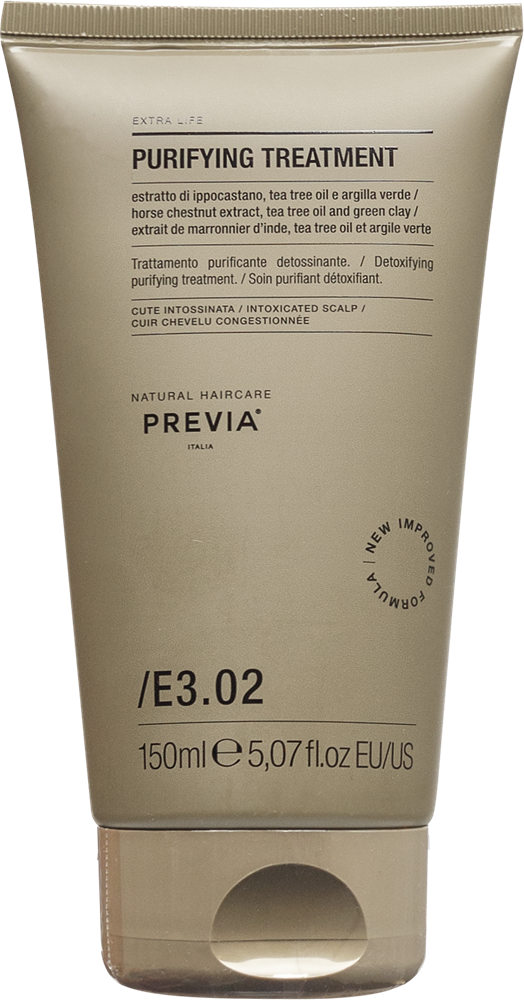 EXTRA LIFE
PURIFYING TREATMENT
estratto di ippocastano, tea tree oil e argilla verde /
horse chestnut extract, tea tree oil and green clay /
extrait de marronnier d'inde, tea tree oil et argile verte
Trattamento purificante detossinante. / Detoxifying
purifying treatment. / Soin purifiant détoxifiant.
CUTE INTOSSINATA / INTOXICATED SCALP /
CUIR CHEVELU CONGESTIONNÉE
NATURAL HAIRCARE
PREVIA®
ITALIA
NEW IMPROVED FORMULA |
/E3.02
150ml ℮ 5,07 fl.oz EU/US